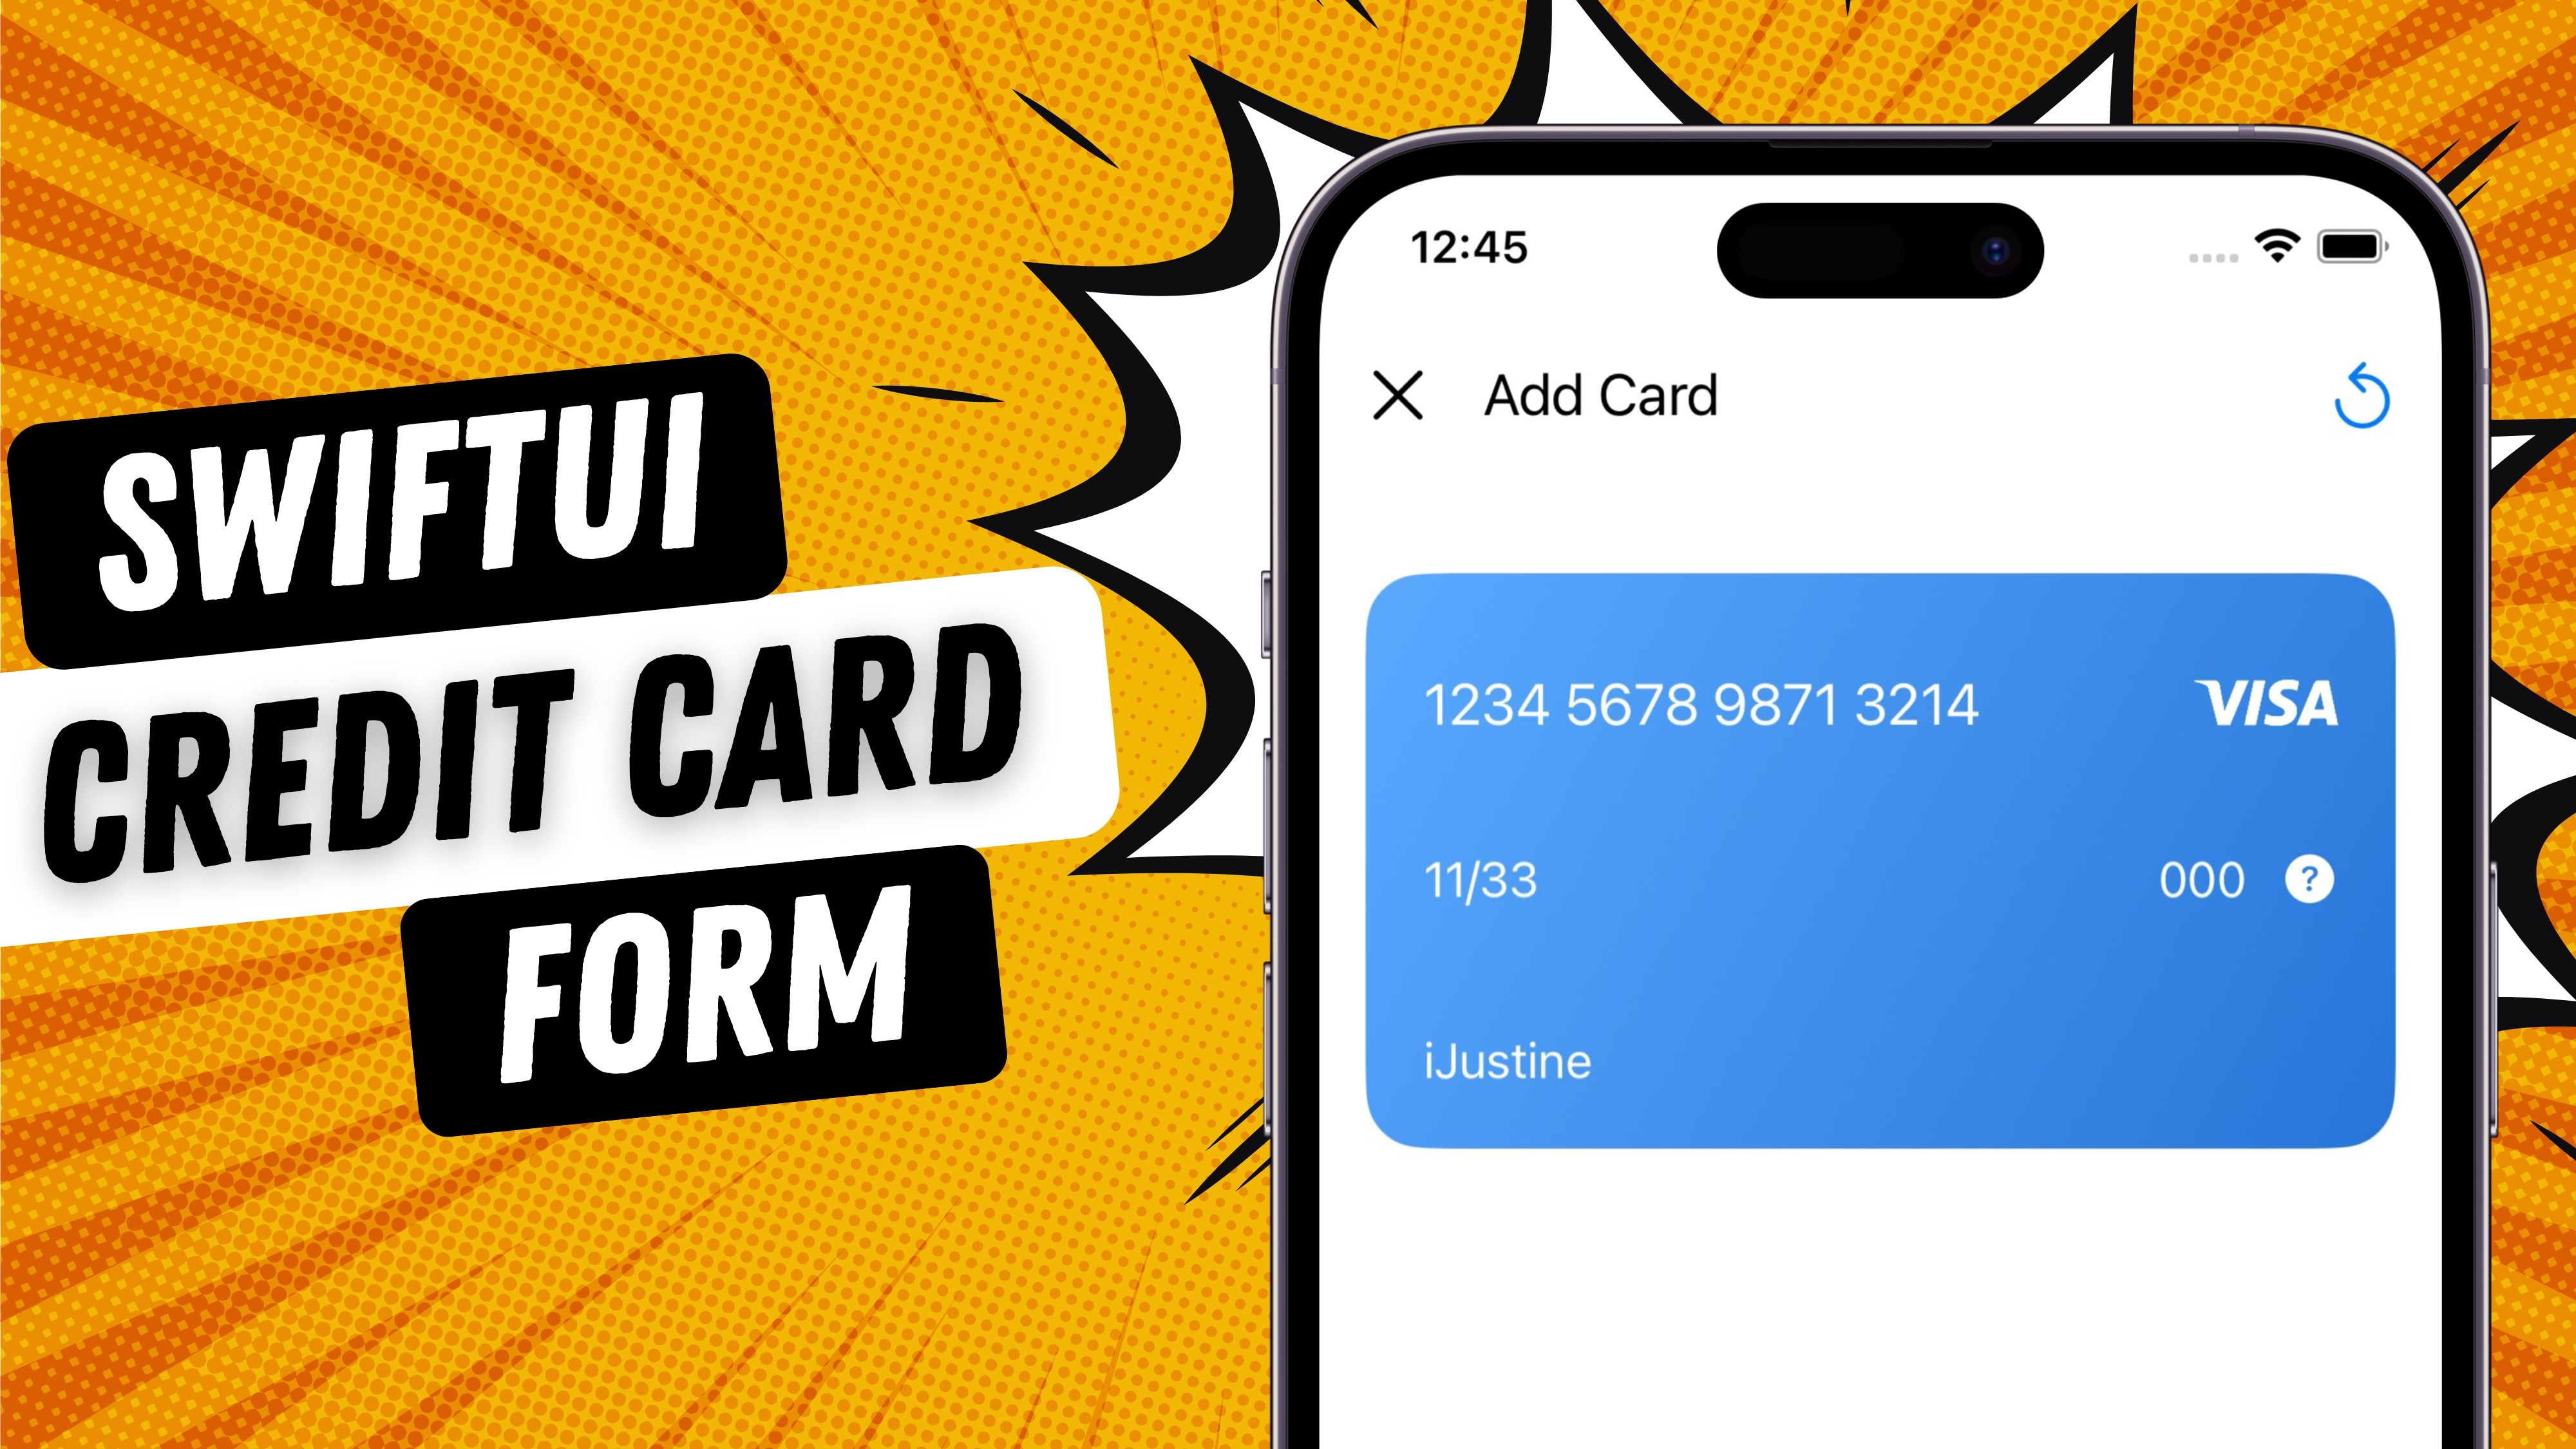 SWIFTUI
CREDIT CARD
FORM
12:45
Add Card
1234 5678 9871 3214 VISA
11/33 000 ?
iJustine